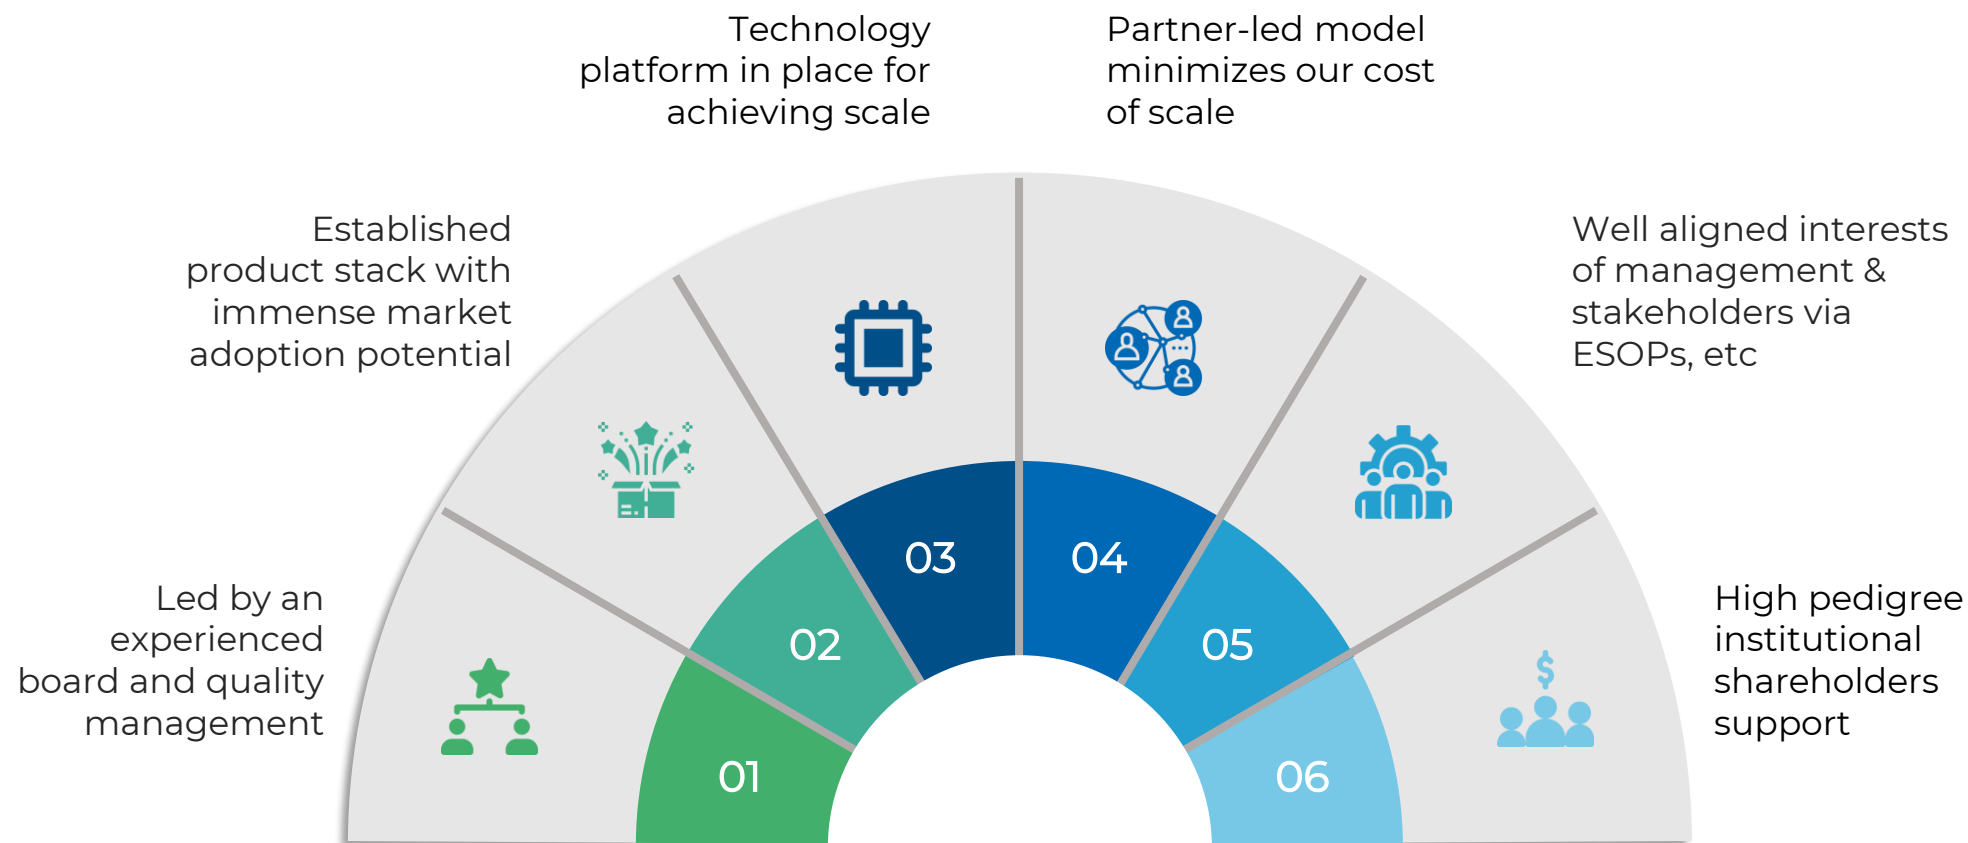 Technology
platform in place for
achieving scale
Partner-led model
minimizes our cost
of scale
Established
product stack with
immense market
adoption potential
Well aligned interests
of management &
stakeholders via
ESOPs, etc
Led by an
experienced
board and quality
management
High pedigree
institutional
shareholders
support
01
02
03
04
05
06
$